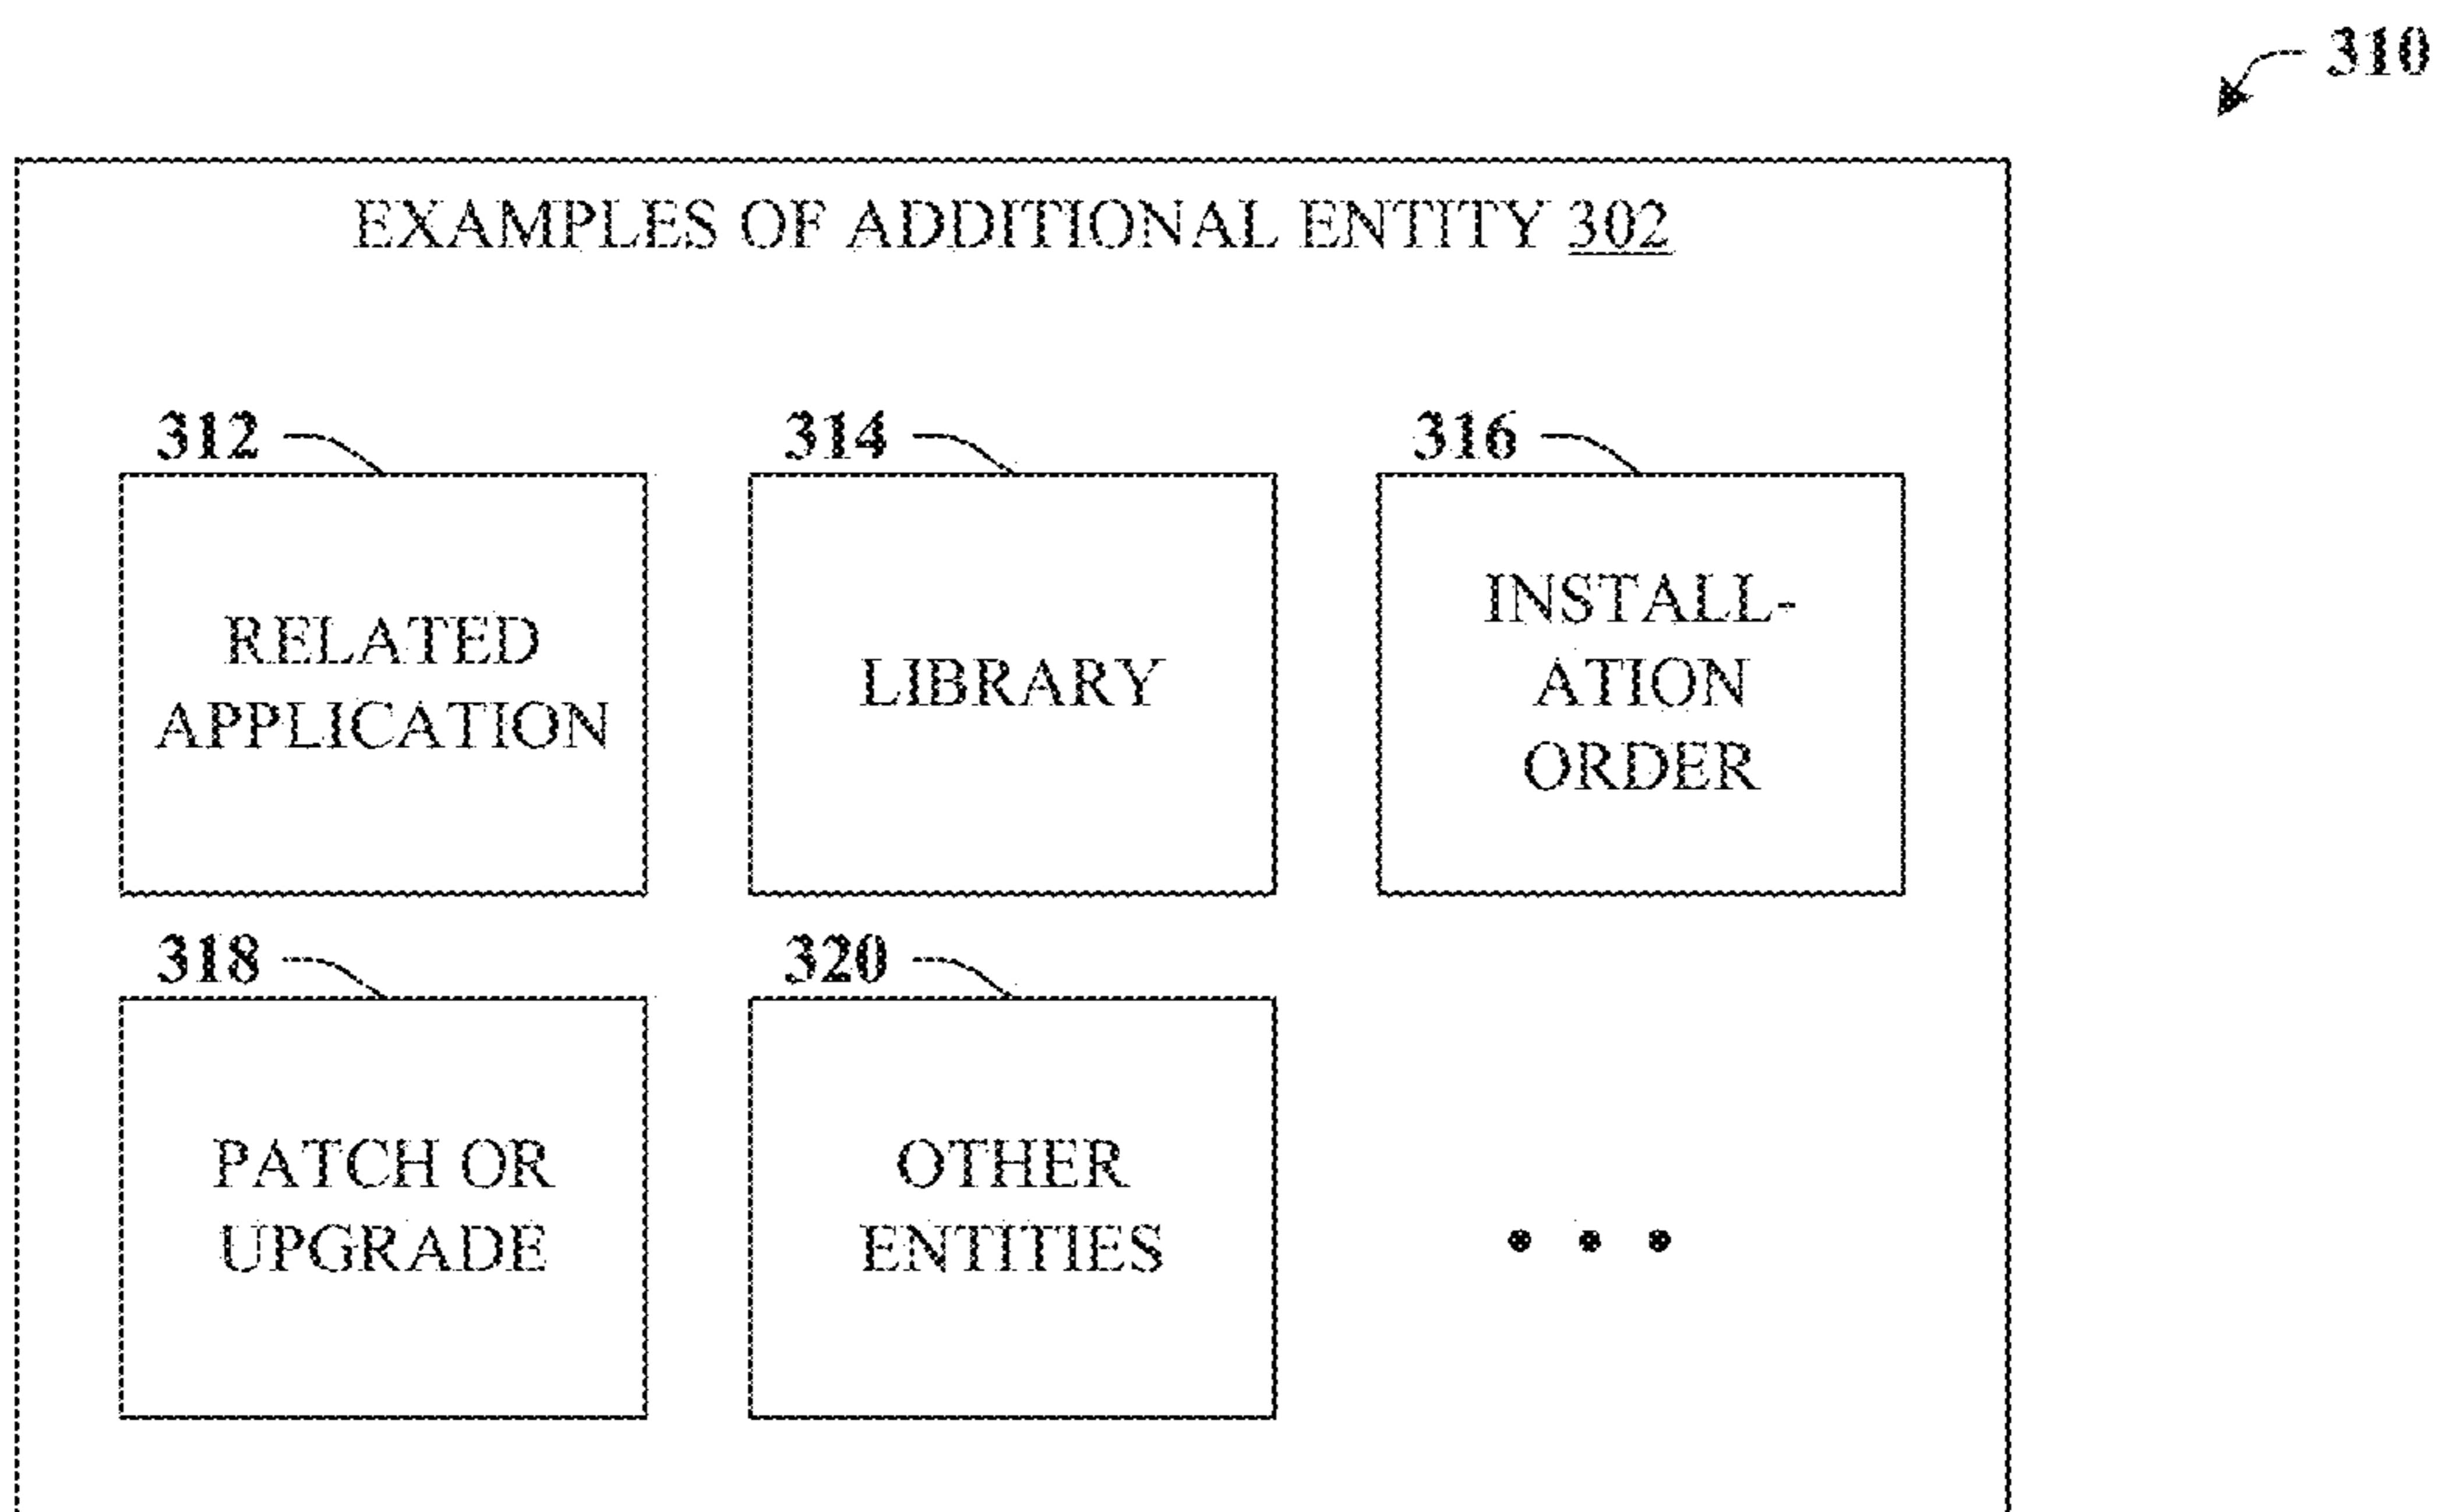 310
EXAMPLES OF ADDITIONAL ENTITY 302
312
314
316
RELATED
APPLICATION
LIBRARY
INSTALL-
ATION
ORDER
318
320
PATCH OR
UPGRADE
OTHER
ENTITIES